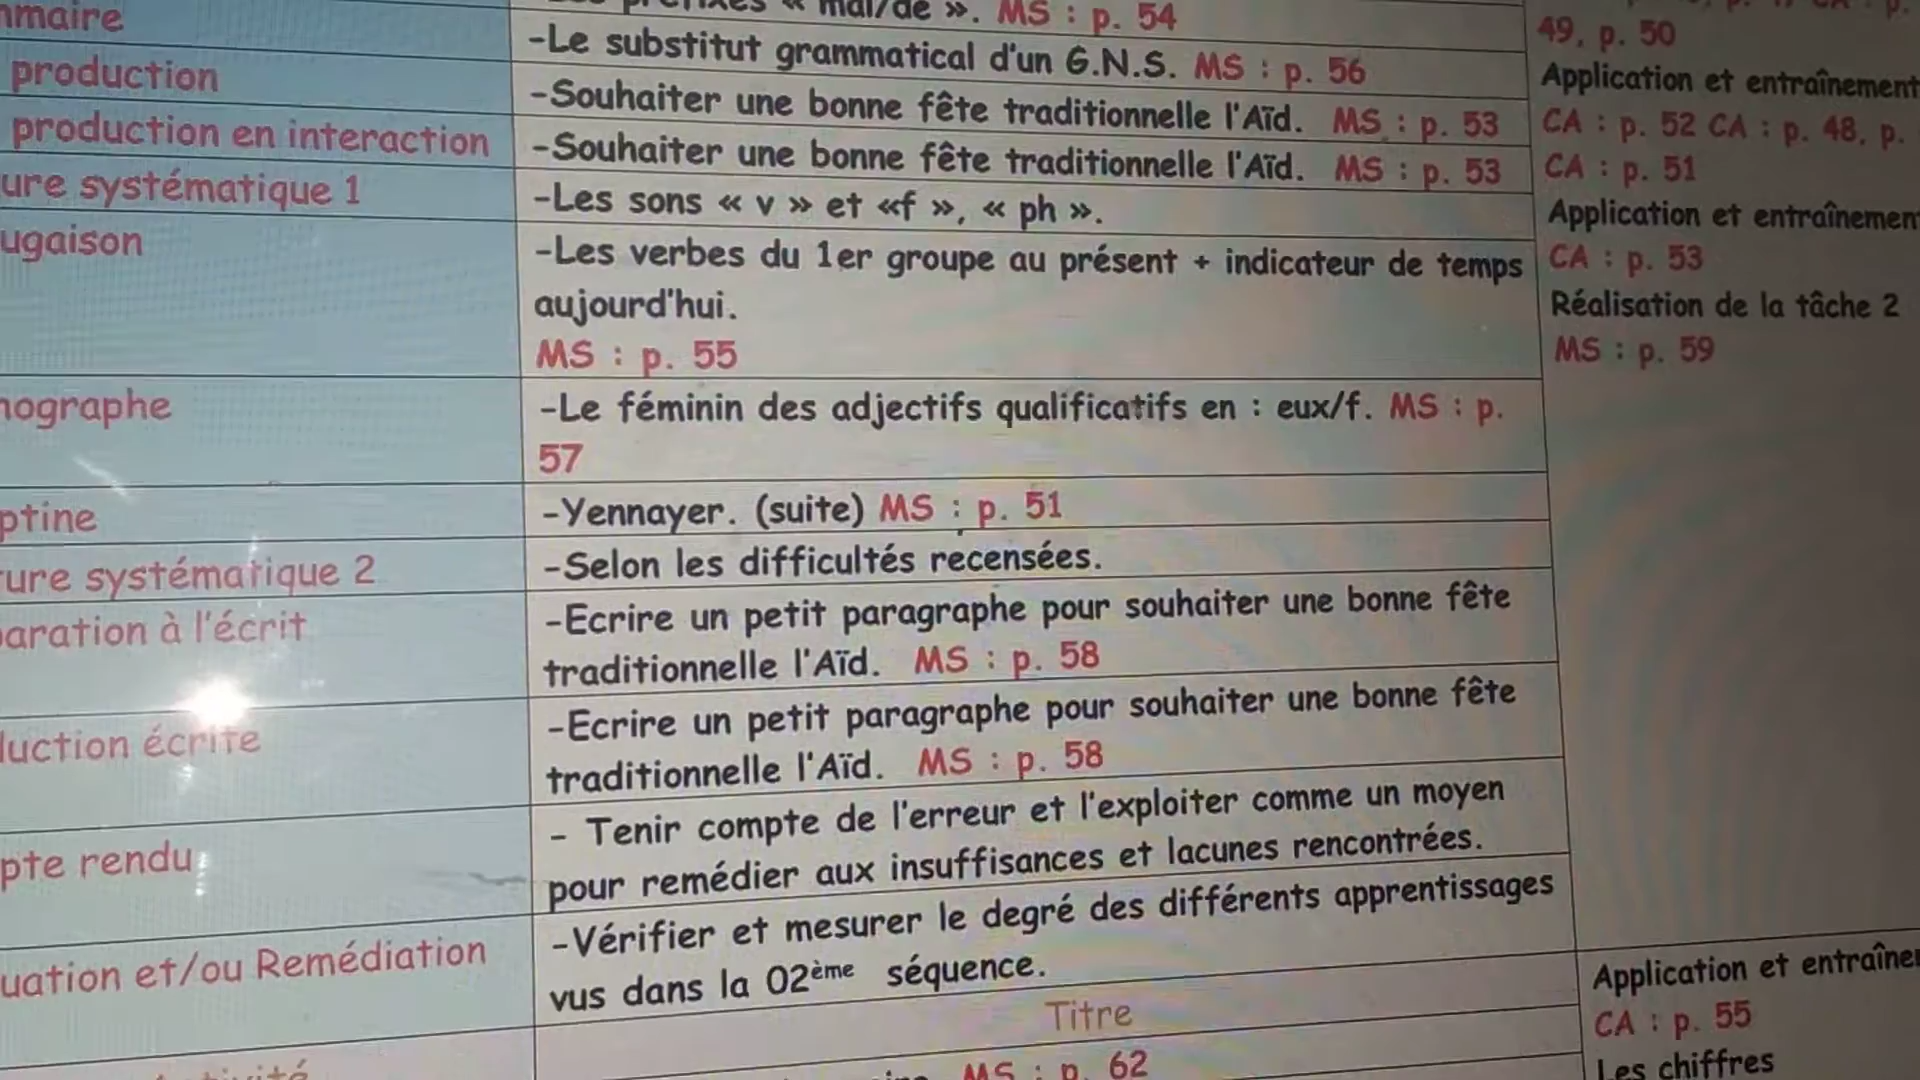 mmaire
production
production en interaction
ure systématique 1
ugaison
nographe
ptine
ure systématique 2
aration à l'écrit
luction écrite
pte rendu
uation et/ou Remédiation
« mal/dé ». MS : p. 54
-Le substitut grammatical d'un G.N.S. MS : p. 56
-Souhaiter une bonne fête traditionnelle l'Aïd. MS : p. 53
-Souhaiter une bonne fête traditionnelle l'Aïd. MS : p. 53
-Les sons « v » et «f », « ph ».
-Les verbes du 1er groupe au présent + indicateur de temps
aujourd'hui.
MS : p. 55
-Le féminin des adjectifs qualificatifs en : eux/f. MS : p.
57
-Yennayer. (suite) MS : p. 51
-Selon les difficultés recensées.
-Ecrire un petit paragraphe pour souhaiter une bonne fête
traditionnelle l'Aïd. MS : p. 58
-Ecrire un petit paragraphe pour souhaiter une bonne fête
traditionnelle l'Aïd. MS : p. 58
- Tenir compte de l'erreur et l'exploiter comme un moyen
pour remédier aux insuffisances et lacunes rencontrées.
-Vérifier et mesurer le degré des différents apprentissages
vus dans la 02ème séquence.
Titre
MS : p. 62
49, p. 50
Application et entraînement
CA : p. 52 CA : p. 48, p.
CA : p. 51
Application et entraînement
CA : p. 53
Réalisation de la tâche 2
MS : p. 59
Application et entraîne
CA : p. 55
Les chiffres